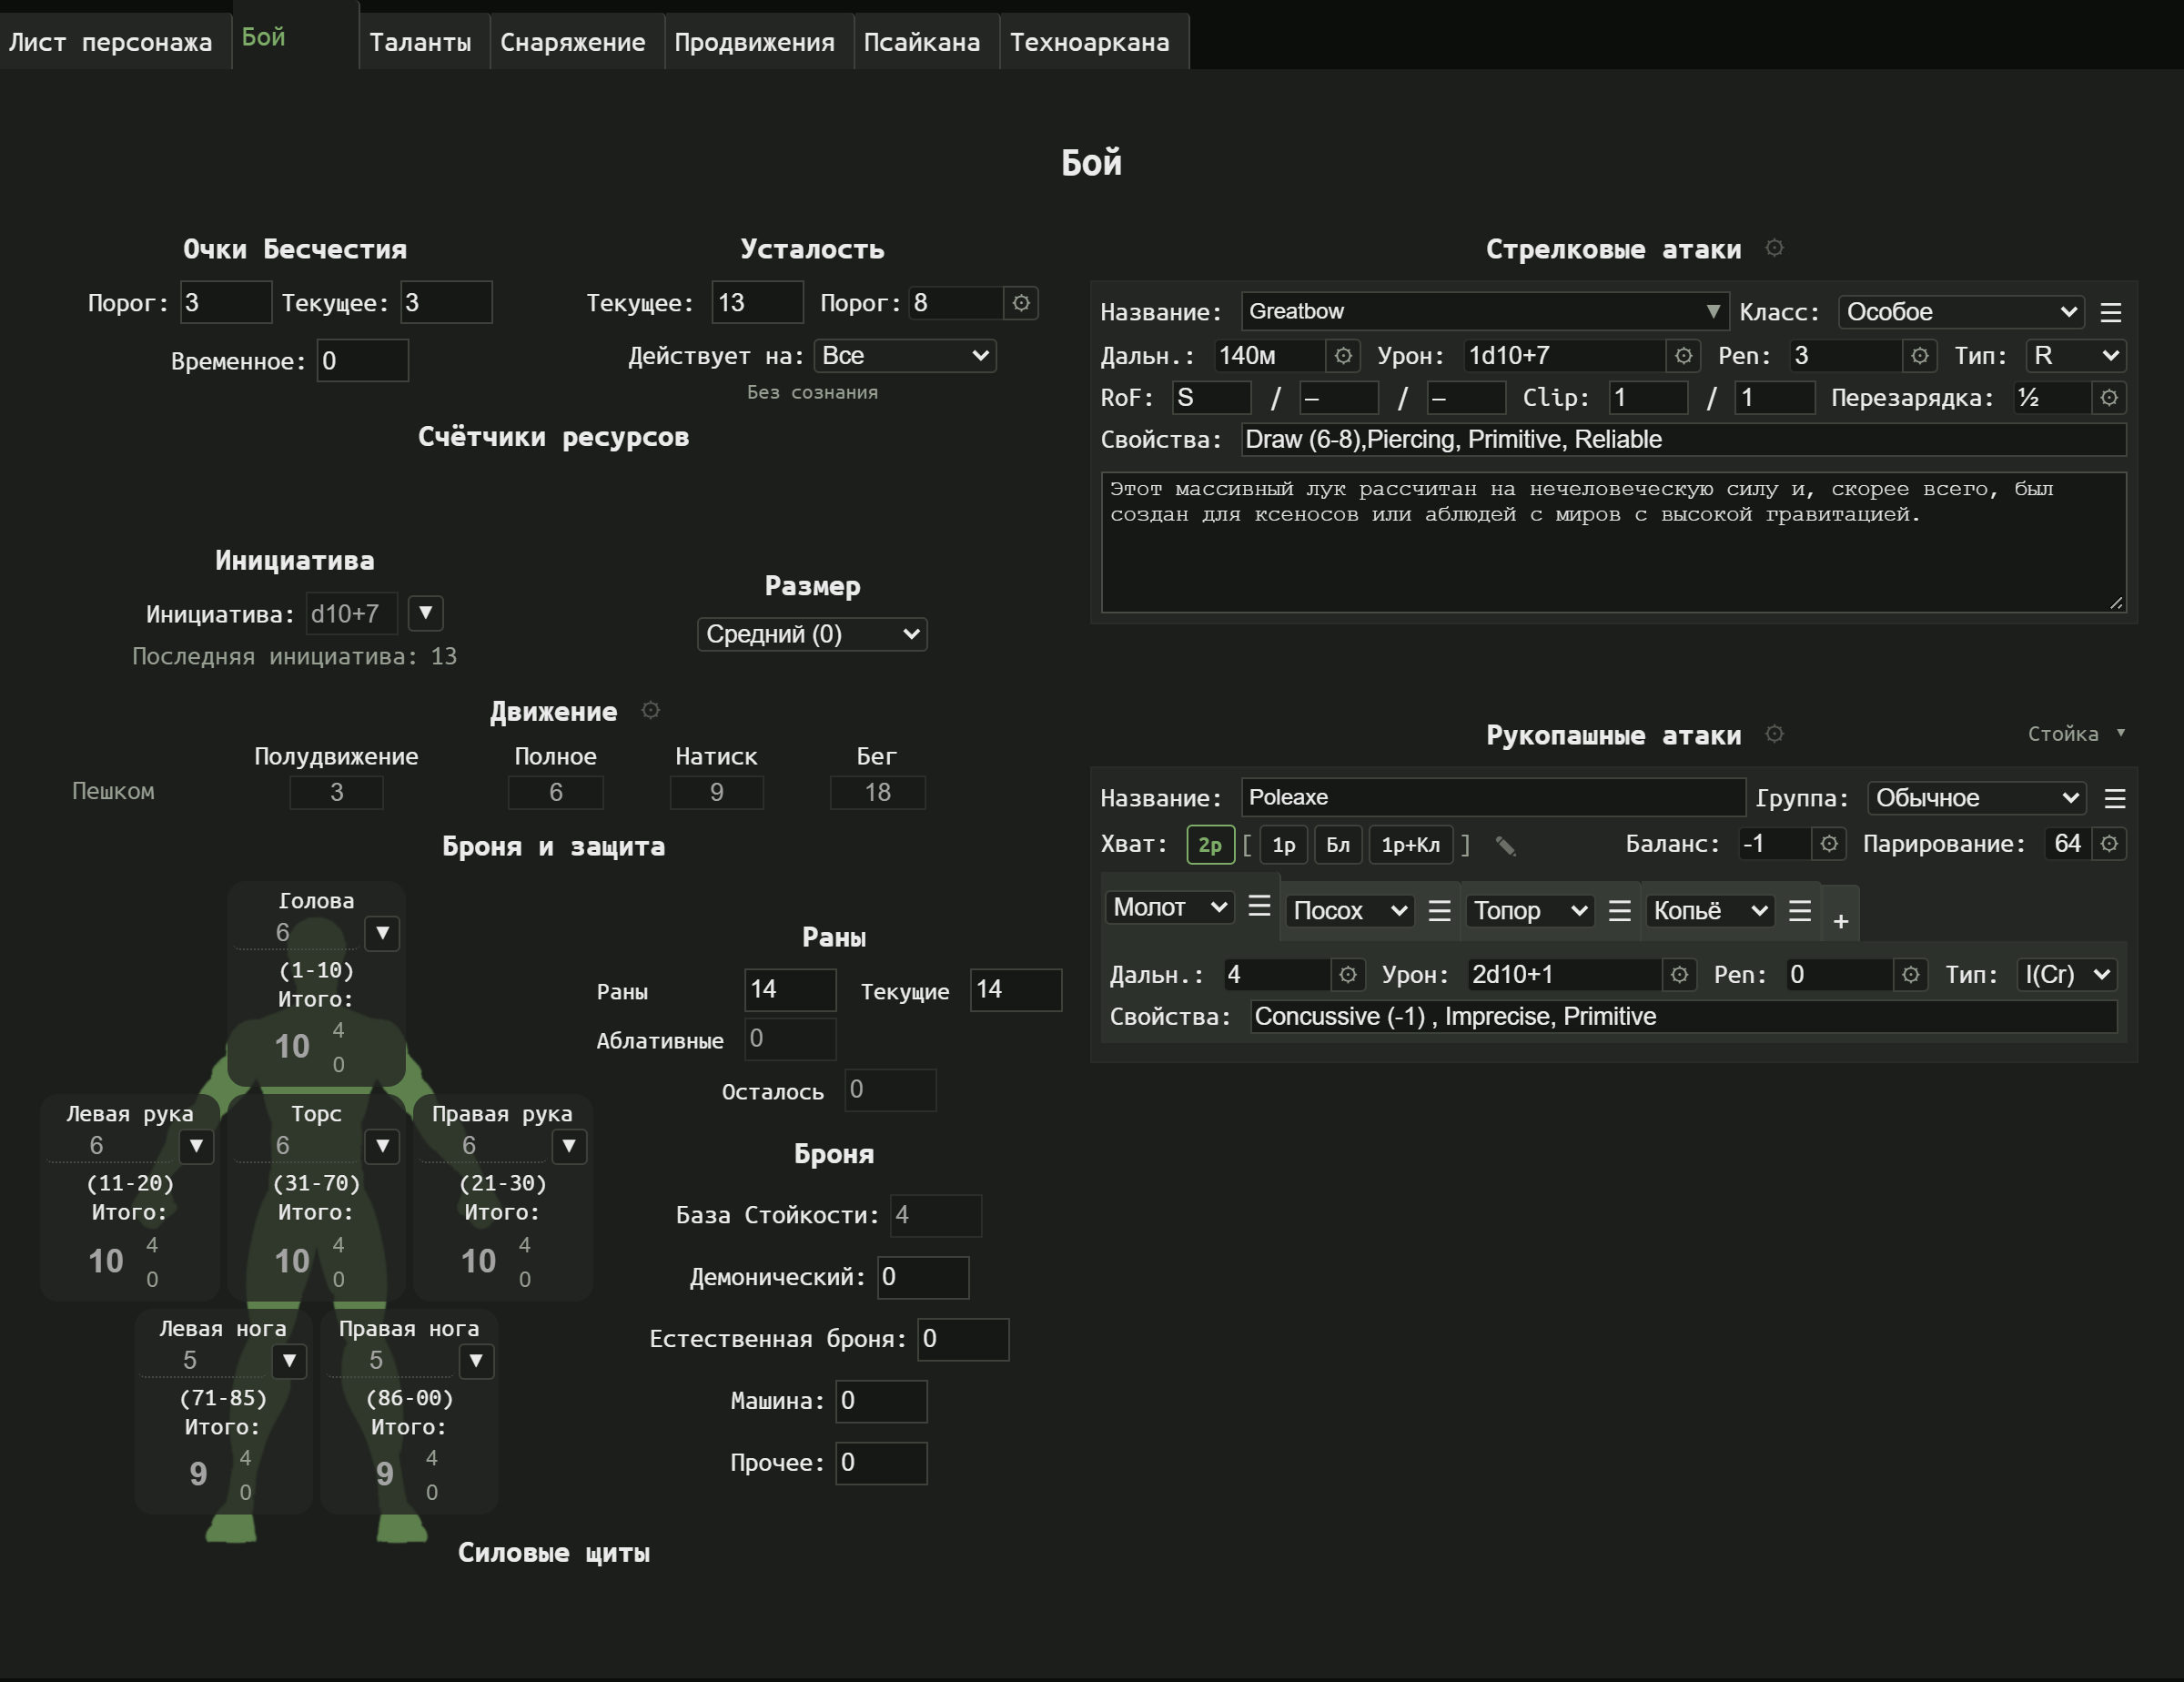 Лист персонажа
Бой
Таланты
Снаряжение
Продвижения
Псайкана
Техноаркана
Бой
Очки Бесчестия
Порог: 3 Текущее: 3
Временное: 0
Усталость
Текущее: 13 Порог: 8
Действует на: Все
Без сознания
Счётчики ресурсов
Инициатива
Инициатива: d10+7 ▼
Последняя инициатива: 13
Размер
Средний (0)
Движение
Полудвижение Полное Натиск Бег
Пешком 3 6 9 18
Броня и защита
Голова
6 ▼
(1-10)
Итого:
10 4
0
Левая рука
6 ▼
(11-20)
Итого:
10 4
0
Торс
6 ▼
(31-70)
Итого:
10 4
0
Правая рука
6 ▼
(21-30)
Итого:
10 4
0
Левая нога
5 ▼
(71-85)
Итого:
9 4
0
Правая нога
5 ▼
(86-00)
Итого:
9 4
0
Раны
Раны 14 Текущие 14
Аблативные 0
Осталось 0
Броня
База Стойкости: 4
Демонический: 0
Естественная броня: 0
Машина: 0
Прочее: 0
Силовые щиты
Стрелковые атаки
Название: Greatbow ▼ Класс: Особое ☰
Дальн.: 140м Урон: 1d10+7 Pen: 3 Тип: R
RoF: S / – / – Clip: 1 / 1 Перезарядка: ½
Свойства: Draw (6-8),Piercing, Primitive, Reliable
Этот массивный лук рассчитан на нечеловеческую силу и, скорее всего, был
создан для ксеносов или аблюдей с миров с высокой гравитацией.
Рукопашные атаки
Стойка ▼
Название: Poleaxe Группа: Обычное ☰
Хват: 2р [ 1р Бл 1р+Кл ] Баланс: -1 Парирование: 64
Молот ☰ Посох ☰ Топор ☰ Копьё ☰ +
Дальн.: 4 Урон: 2d10+1 Pen: 0 Тип: I(Cr)
Свойства: Concussive (-1) , Imprecise, Primitive